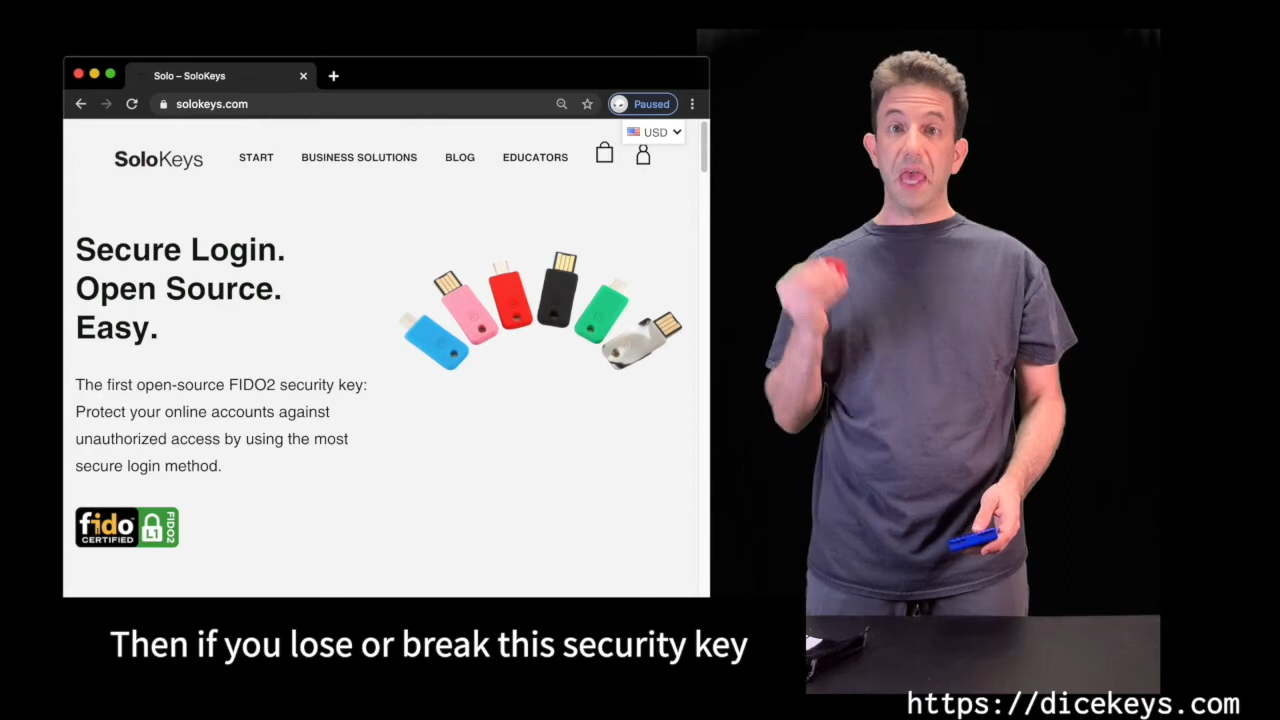 Solo – SoloKeys
solokeys.com
Paused
USD
SoloKeys
START
BUSINESS SOLUTIONS
BLOG
EDUCATORS
Secure Login.
Open Source.
Easy.
The first open-source FIDO2 security key:
Protect your online accounts against
unauthorized access by using the most
secure login method.
fido
CERTIFIED
L1
FIDO2
Then if you lose or break this security key
https://dicekeys.com